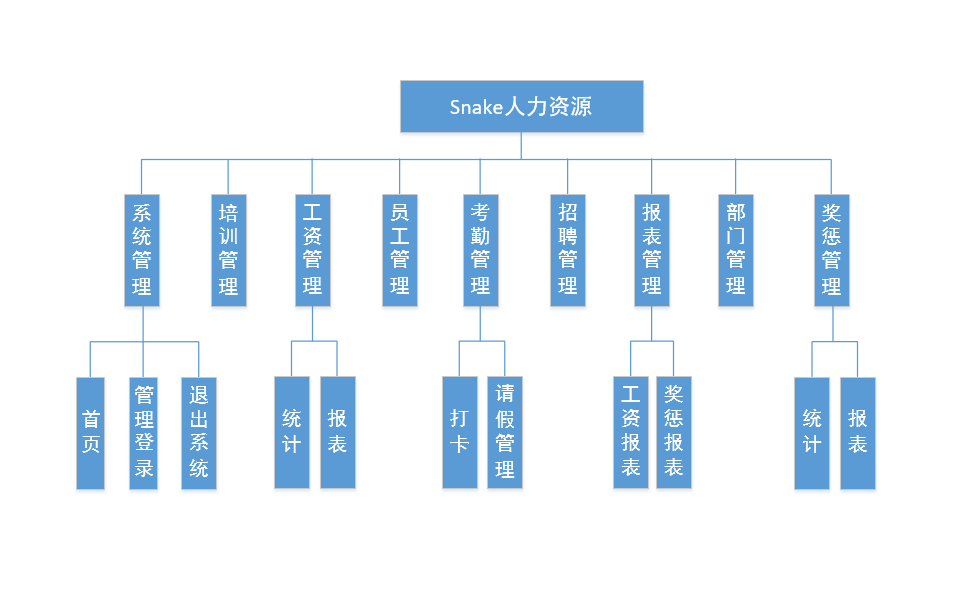 Snake人力资源
系统管理
培训管理
工资管理
员工管理
考勤管理
招聘管理
报表管理
部门管理
奖惩管理
首页
管理登录
退出系统
统计
报表
打卡
请假管理
工资报表
奖惩报表
统计
报表